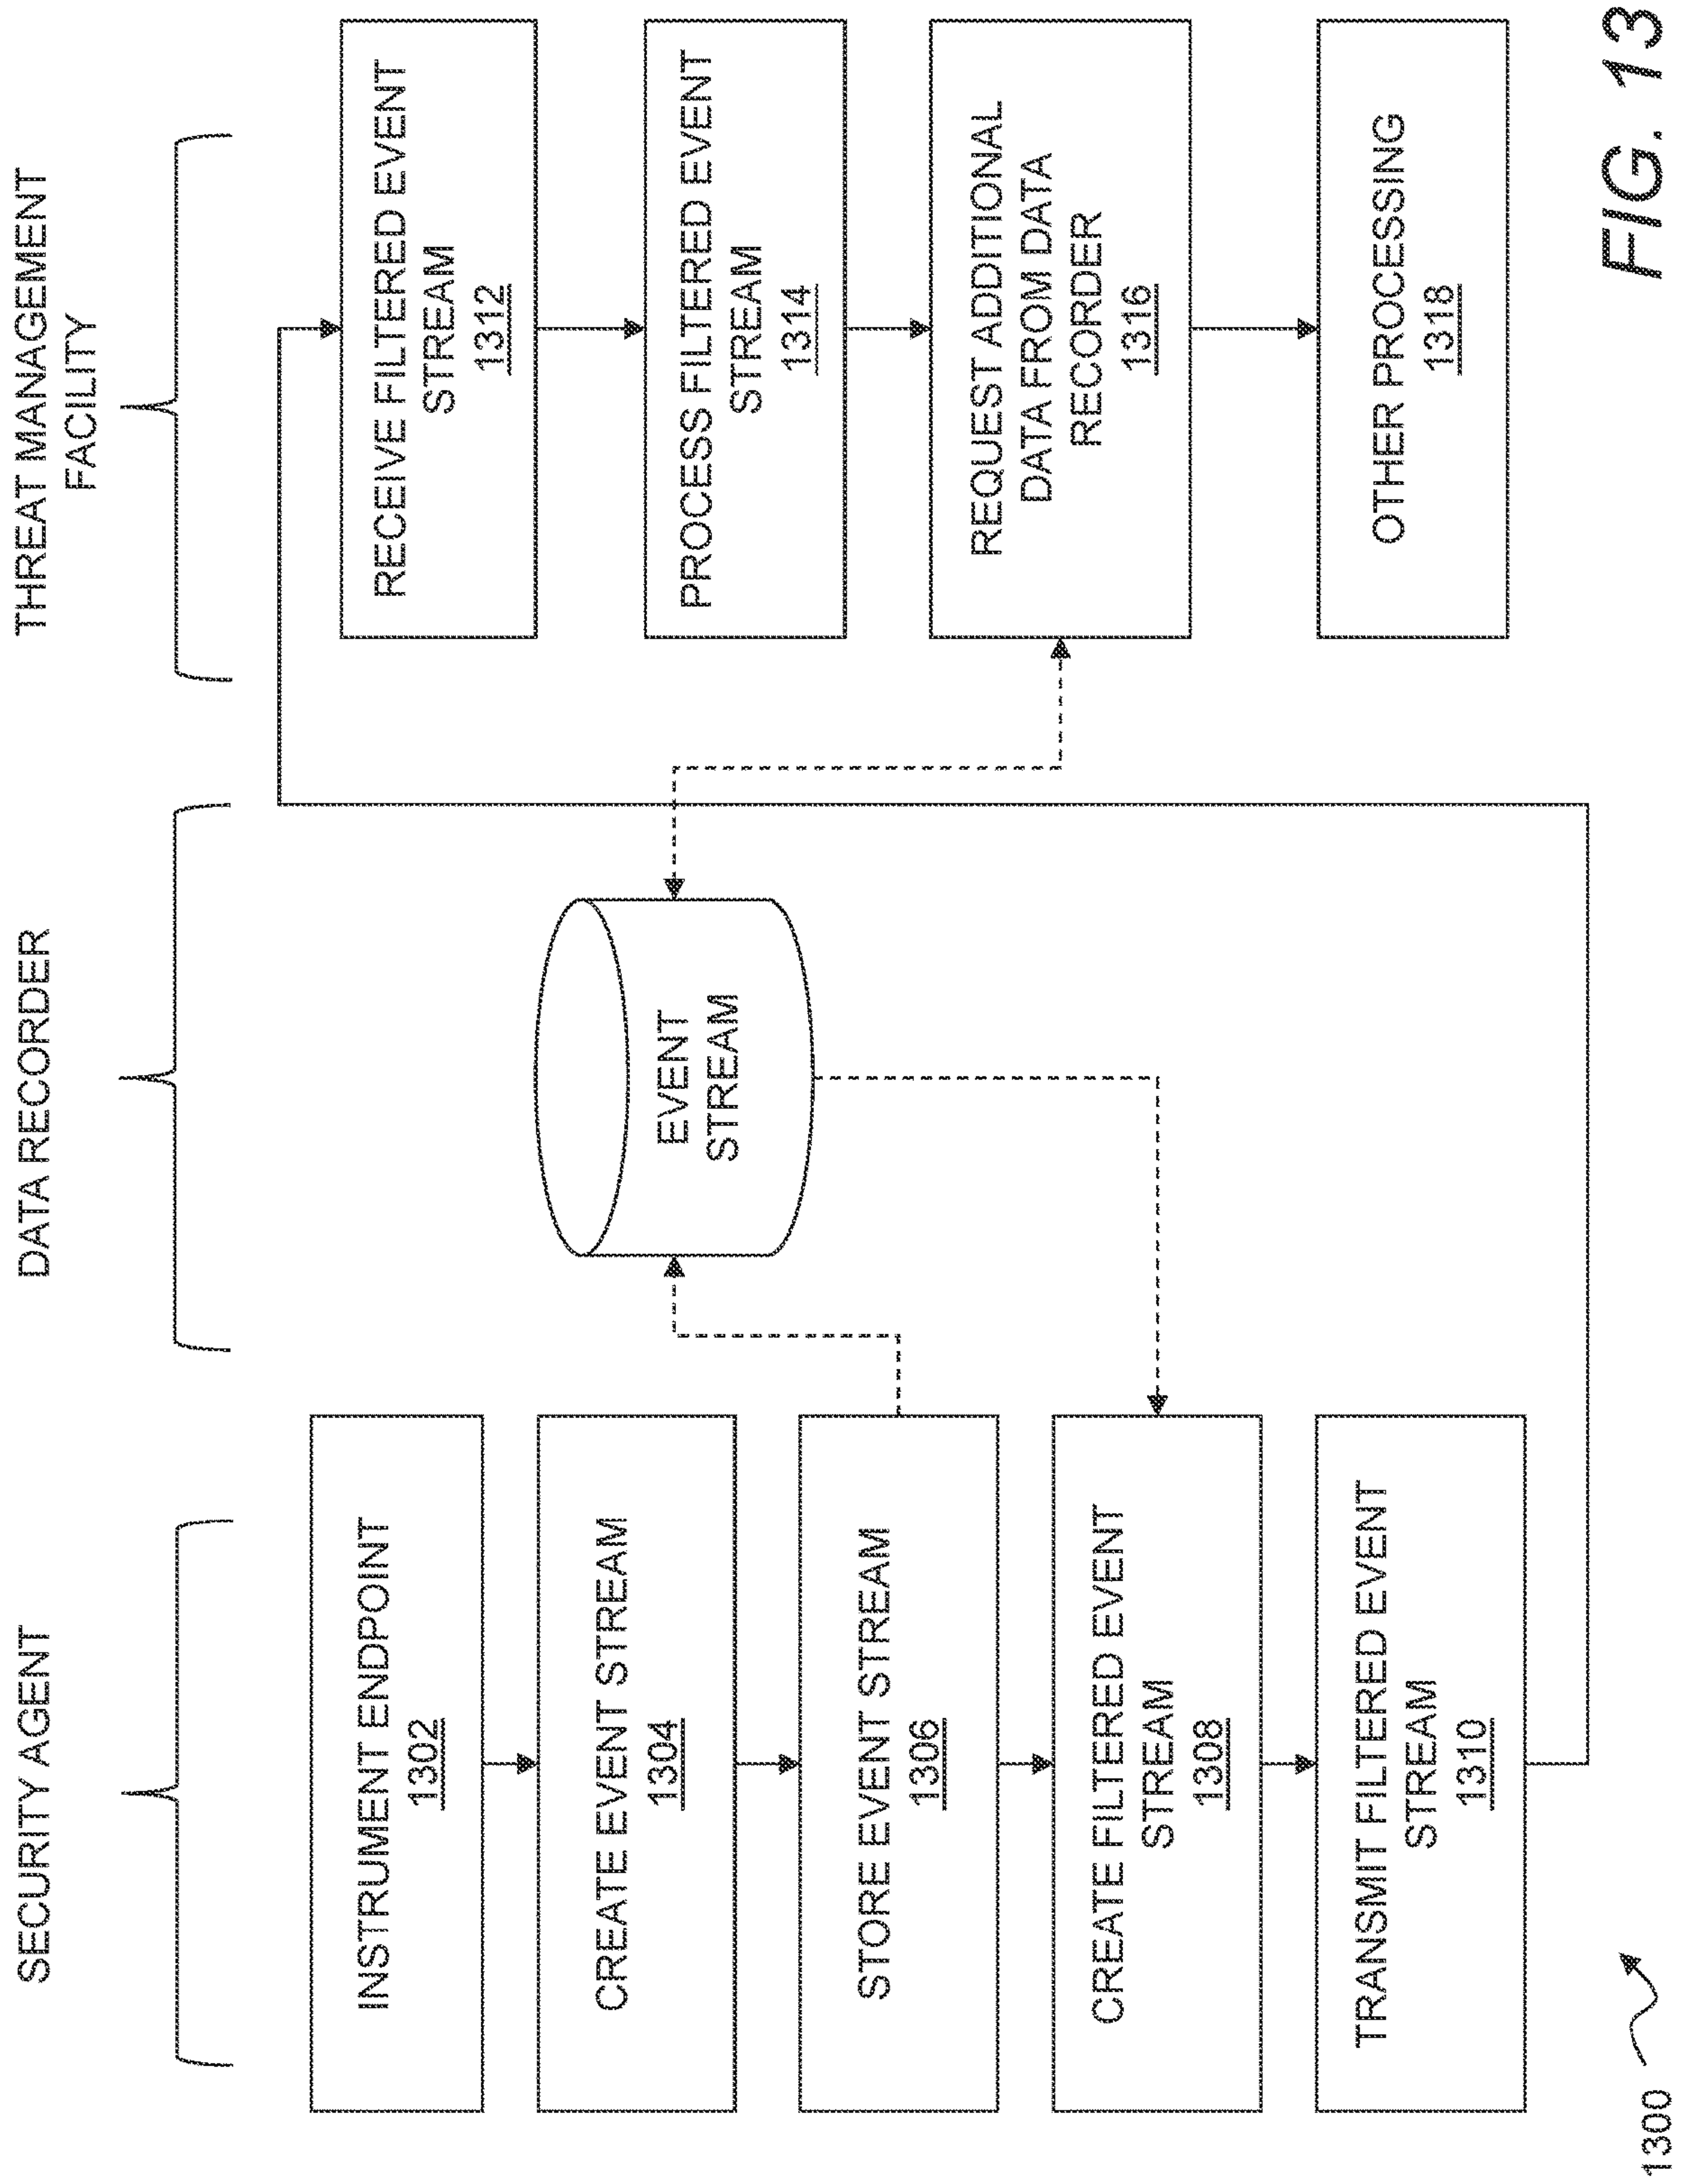 SECURITY AGENT
INSTRUMENT ENDPOINT
1302
CREATE EVENT STREAM
1304
STORE EVENT STREAM
1306
CREATE FILTERED EVENT
STREAM
1308
TRANSMIT FILTERED EVENT
STREAM
1310
DATA RECORDER
EVENT
STREAM
THREAT MANAGEMENT
FACILITY
RECEIVE FILTERED EVENT
STREAM
1312
PROCESS FILTERED EVENT
STREAM
1314
REQUEST ADDITIONAL
DATA FROM DATA
RECORDER
1316
OTHER PROCESSING
1318
1300
FIG. 13